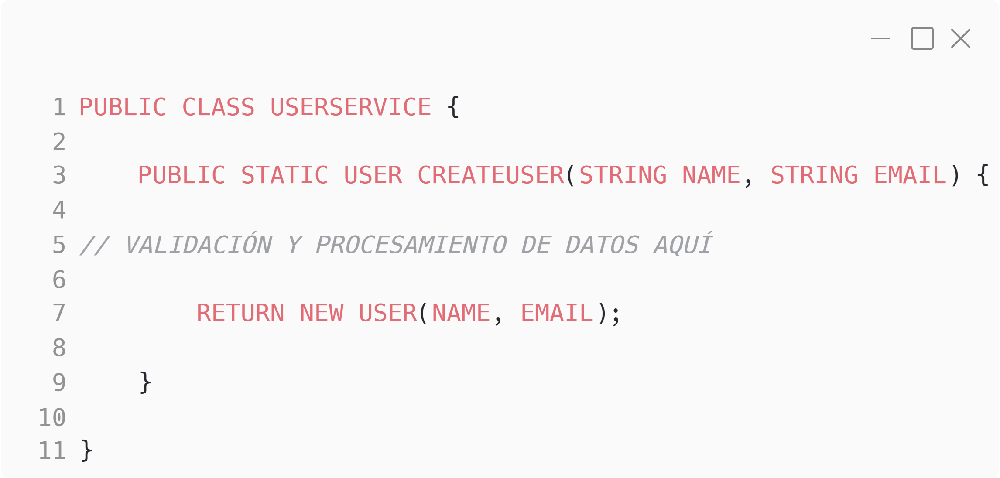 1 PUBLIC CLASS USERSERVICE {
2
3     PUBLIC STATIC USER CREATEUSER(STRING NAME, STRING EMAIL) {
4
5 // VALIDACIÓN Y PROCESAMIENTO DE DATOS AQUÍ
6
7         RETURN NEW USER(NAME, EMAIL);
8
9     }
10
11 }